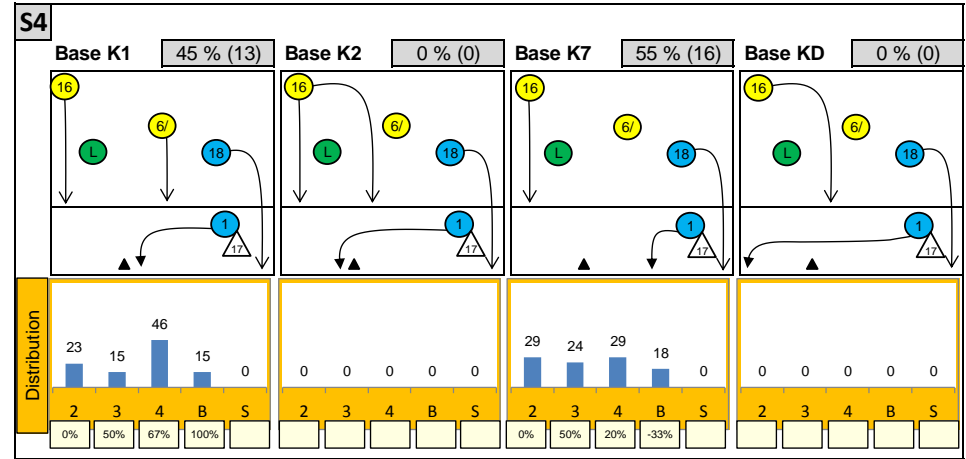 S4
Base K1 45 % (13) Base K2 0 % (0) Base K7 55 % (16) Base KD 0 % (0)
16 6/ L 18 1 17
16 6/ L 18 1 17
16 6/ L 18 1 17
16 6/ L 18 1 17
Distribution
23 15 46 15 0
2 3 4 B S
0% 50% 67% 100%
0 0 0 0 0
2 3 4 B S
29 24 29 18 0
2 3 4 B S
0% 50% 20% -33%
0 0 0 0 0
2 3 4 B S